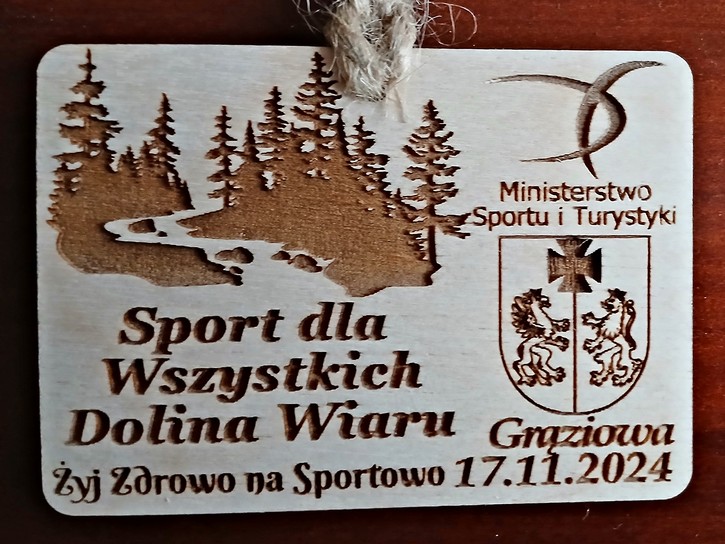 Ministerstwo
Sportu i Turystyki
Sport dla
Wszystkich
Dolina Wiaru
Grąziowa
Żyj Zdrowo na Sportowo 17.11.2024